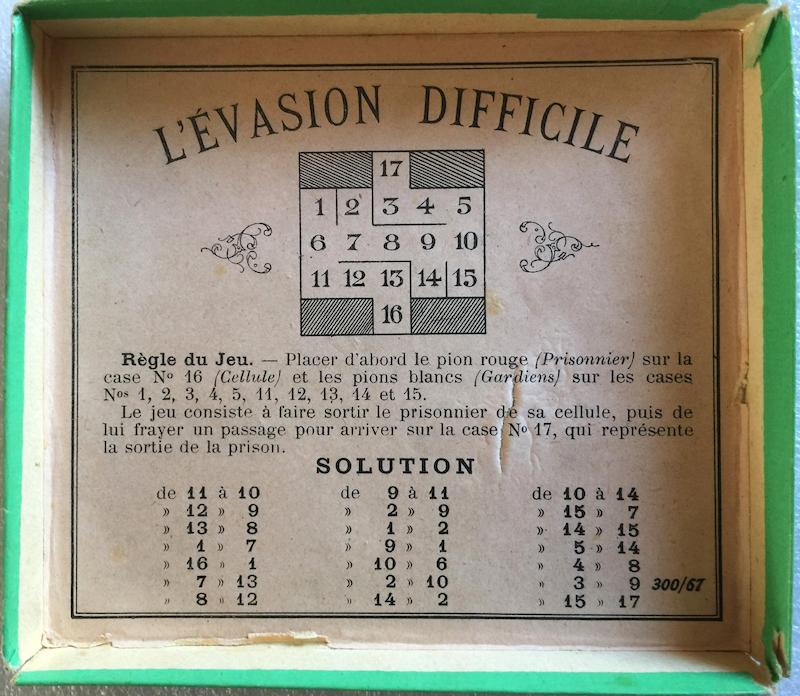 L'ÉVASION DIFFICILE
17
1 2 3 4 5
6 7 8 9 10
11 12 13 14 15
16
Règle du Jeu. — Placer d'abord le pion rouge (Prisonnier) sur la
case Nº 16 (Cellule) et les pions blancs (Gardiens) sur les cases
Nos 1, 2, 3, 4, 5, 11, 12, 13, 14 et 15.
Le jeu consiste à faire sortir le prisonnier de sa cellule, puis de
lui frayer un passage pour arriver sur la case Nº 17, qui représente
la sortie de la prison.
SOLUTION
de 11 à 10 de 9 à 11 de 10 à 14
» 12 » 9 » 2 » 9 » 15 » 7
» 13 » 8 » 1 » 2 » 14 » 15
» 1 » 7 » 9 » 1 » 5 » 14
» 16 » 1 » 10 » 6 » 4 » 8
» 7 » 13 » 2 » 10 » 3 » 9 300/67
» 8 » 12 » 14 » 2 » 15 » 17